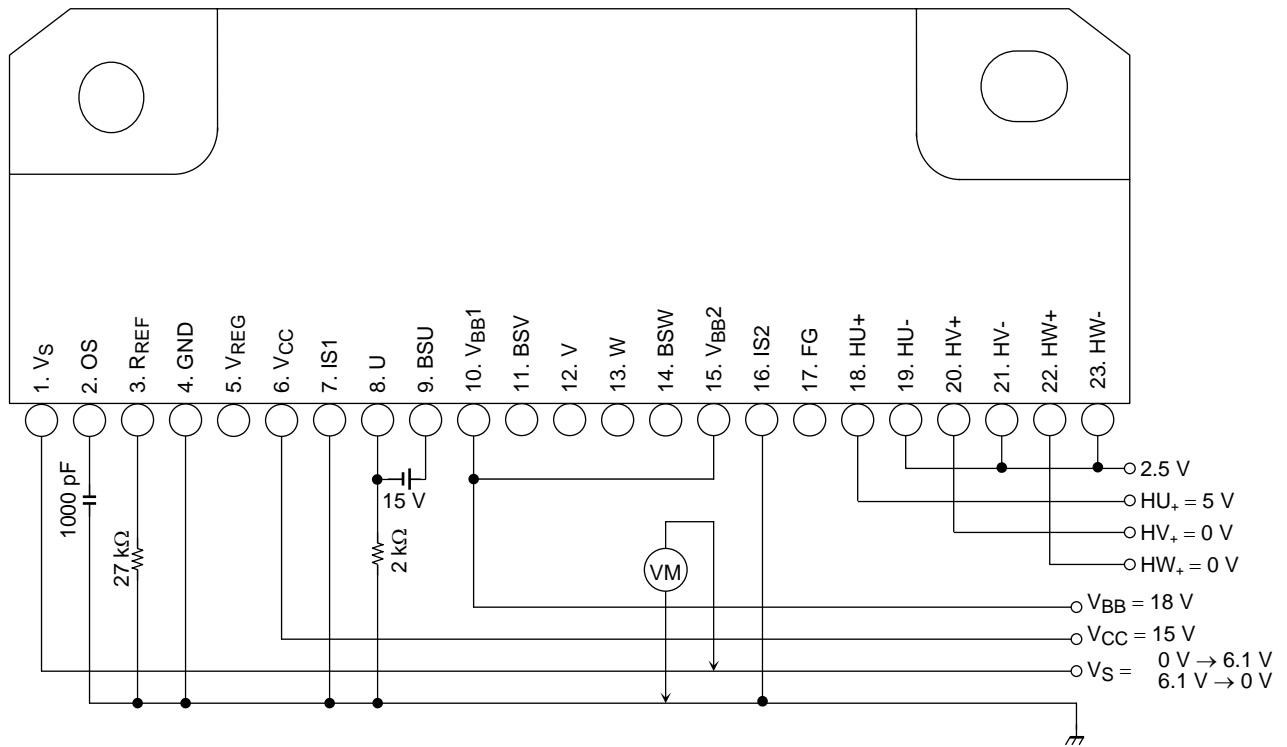 1. VS
2. OS
3. RREF
4. GND
5. VREG
6. VCC
7. IS1
8. U
9. BSU
10. VBB1
11. BSV
12. V
13. W
14. BSW
15. VBB2
16. IS2
17. FG
18. HU+
19. HU-
20. HV+
21. HV-
22. HW+
23. HW-
1000 pF
27 kΩ
15 V
2 kΩ
VM
2.5 V
HU+ = 5 V
HV+ = 0 V
HW+ = 0 V
VBB = 18 V
VCC = 15 V
VS = 0 V → 6.1 V
6.1 V → 0 V